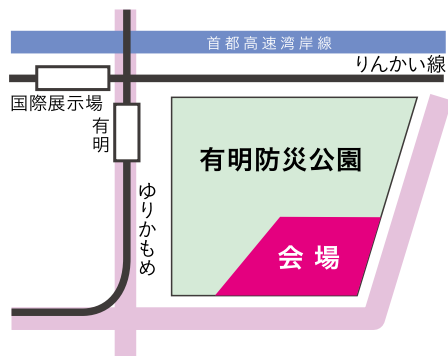 首都高速湾岸線
りんかい線
国際展示場
有明
有明防災公園
ゆりかもめ
会場